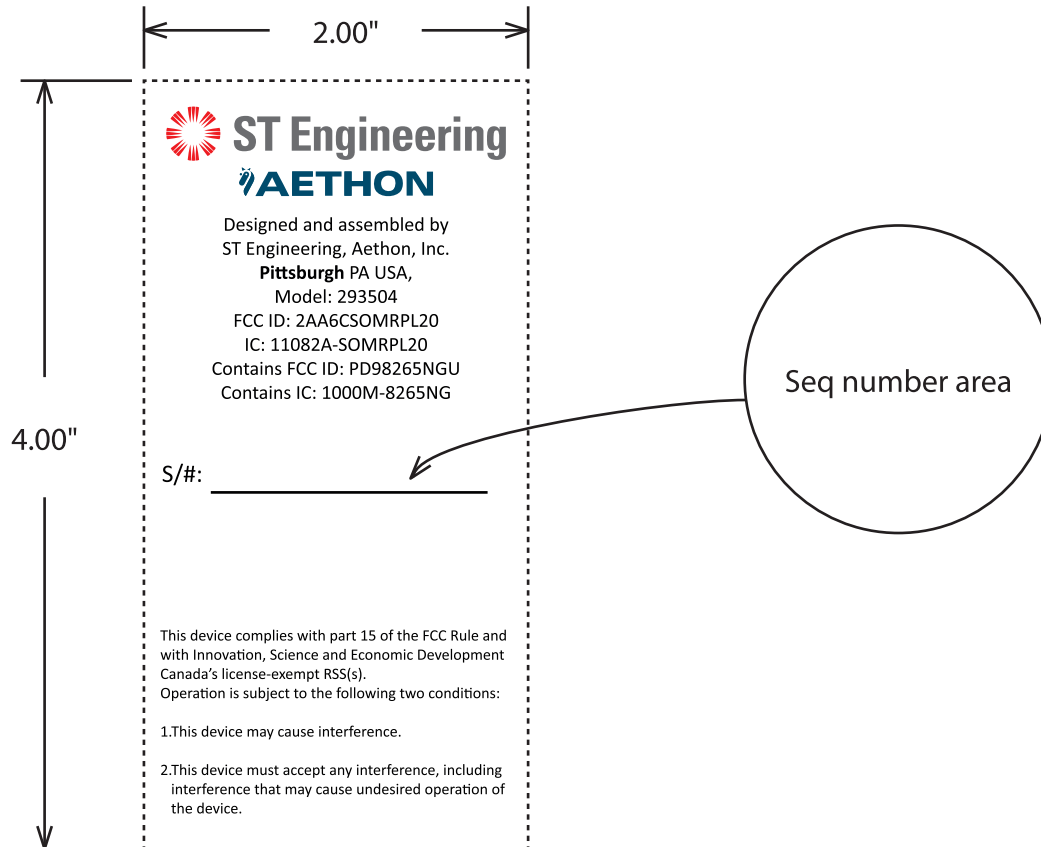 2.00"
ST Engineering
AETHON
Designed and assembled by
ST Engineering, Aethon, Inc.
Pittsburgh PA USA,
Model: 293504
FCC ID: 2AA6CSOMRPL20
IC: 11082A-SOMRPL20
Contains FCC ID: PD98265NGU
Contains IC: 1000M-8265NG
Seq number area
4.00"
S/#:
This device complies with part 15 of the FCC Rule and
with Innovation, Science and Economic Development
Canada’s license-exempt RSS(s).
Operation is subject to the following two conditions:
1.This device may cause interference.
2.This device must accept any interference, including
interference that may cause undesired operation of
the device.